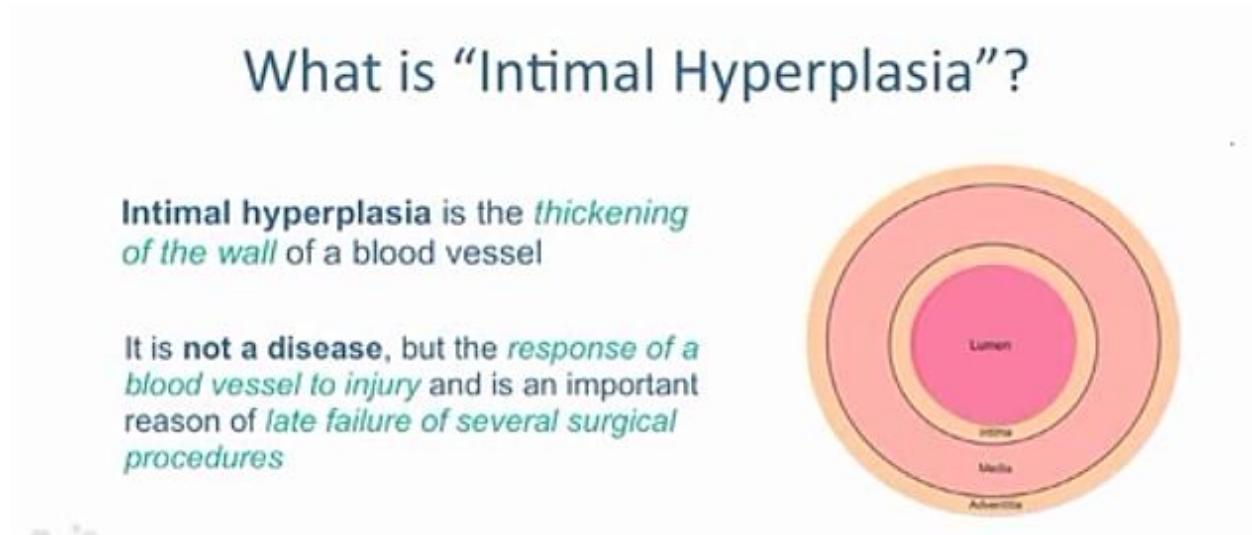 What is “Intimal Hyperplasia”?
Intimal hyperplasia is the thickening
of the wall of a blood vessel
It is not a disease, but the response of a
blood vessel to injury and is an important
reason of late failure of several surgical
procedures
Lumen
Intima
Media
Adventitia